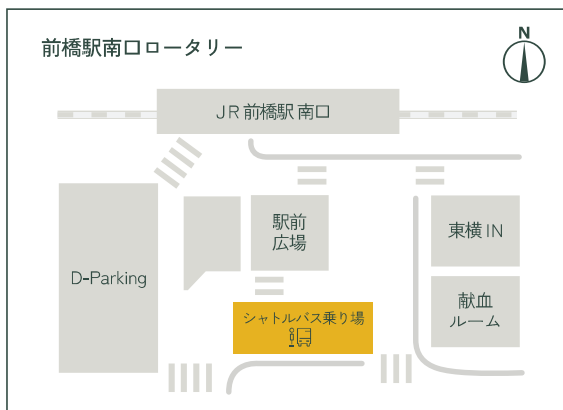 前橋駅南口ロータリー
N
JR前橋駅 南口
駅前
広場
東横IN
D-Parking
献血
ルーム
シャトルバス乗り場